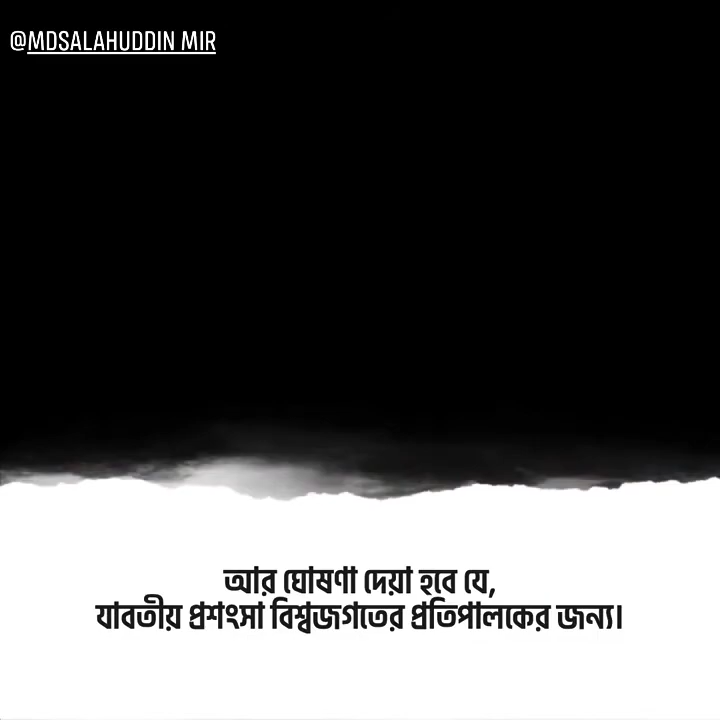 @MDSALAHUDDIN MIR
আর ঘোষণা দেয়া হবে যে,
যাবতীয় প্রশংসা বিশ্বজগতের প্রতিপালকের জন্য।